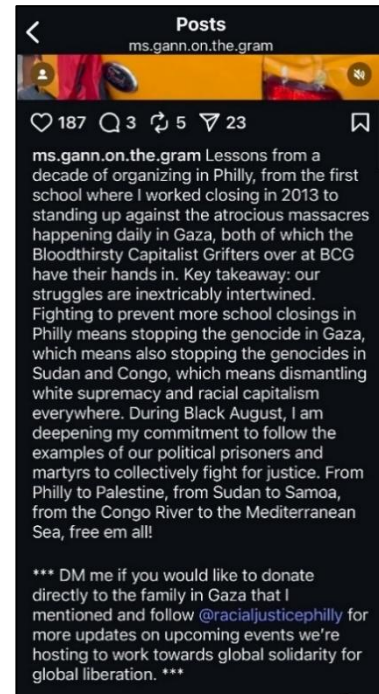 Posts
ms.gann.on.the.gram
187 3 5 23
ms.gann.on.the.gram Lessons from a
decade of organizing in Philly, from the first
school where I worked closing in 2013 to
standing up against the atrocious massacres
happening daily in Gaza, both of which the
Bloodthirsty Capitalist Grifters over at BCG
have their hands in. Key takeaway: our
struggles are inextricably intertwined.
Fighting to prevent more school closings in
Philly means stopping the genocide in Gaza,
which means also stopping the genocides in
Sudan and Congo, which means dismantling
white supremacy and racial capitalism
everywhere. During Black August, I am
deepening my commitment to follow the
examples of our political prisoners and
martyrs to collectively fight for justice. From
Philly to Palestine, from Sudan to Samoa,
from the Congo River to the Mediterranean
Sea, free em all!
*** DM me if you would like to donate
directly to the family in Gaza that I
mentioned and follow @racialjusticephilly for
more updates on upcoming events we're
hosting to work towards global solidarity for
global liberation. ***